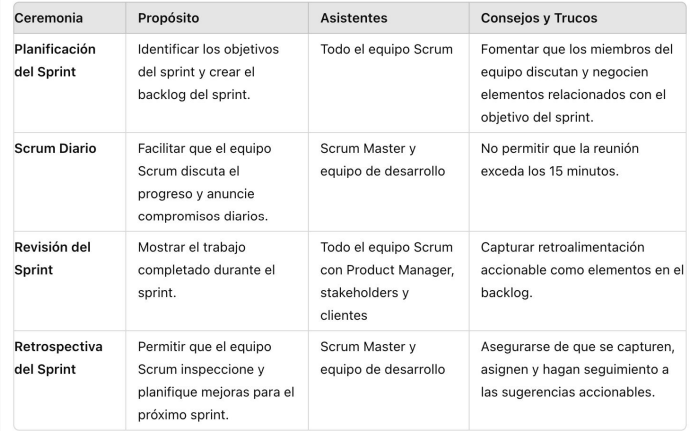 Ceremonia Propósito Asistentes Consejos y Trucos
Planificación del Sprint
Identificar los objetivos
del sprint y crear el
backlog del sprint.
Todo el equipo Scrum
Fomentar que los miembros del
equipo discutan y negocien
elementos relacionados con el
objetivo del sprint.
Scrum Diario
Facilitar que el equipo
Scrum discuta el
progreso y anuncie
compromisos diarios.
Scrum Master y
equipo de desarrollo
No permitir que la reunión
exceda los 15 minutos.
Revisión del
Sprint
Mostrar el trabajo
completado durante el
sprint.
Todo el equipo Scrum
con Product Manager,
stakeholders y
clientes
Capturar retroalimentación
accionable como elementos en el
backlog.
Retrospectiva
del Sprint
Permitir que el equipo
Scrum inspeccione y
planifique mejoras para el
próximo sprint.
Scrum Master y
equipo de desarrollo
Asegurarse de que se capturen,
asignen y hagan seguimiento a
las sugerencias accionables.